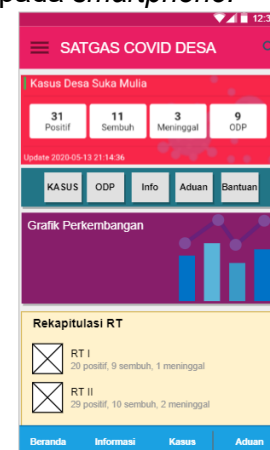 pada smartphone.
12:3
SATGAS COVID DESA
Kasus Desa Suka Mulia
31 11 3 9
Positif Sembuh Meninggal ODP
Update 2020-05-13 21:14:36
KASUS ODP Info Aduan Bantuan
Grafik Perkembangan
Rekapitulasi RT
RT I
20 positif, 9 sembuh, 1 meninggal
RT II
29 positif, 10 sembuh, 2 meninggal
Beranda Informasi Kasus Aduan